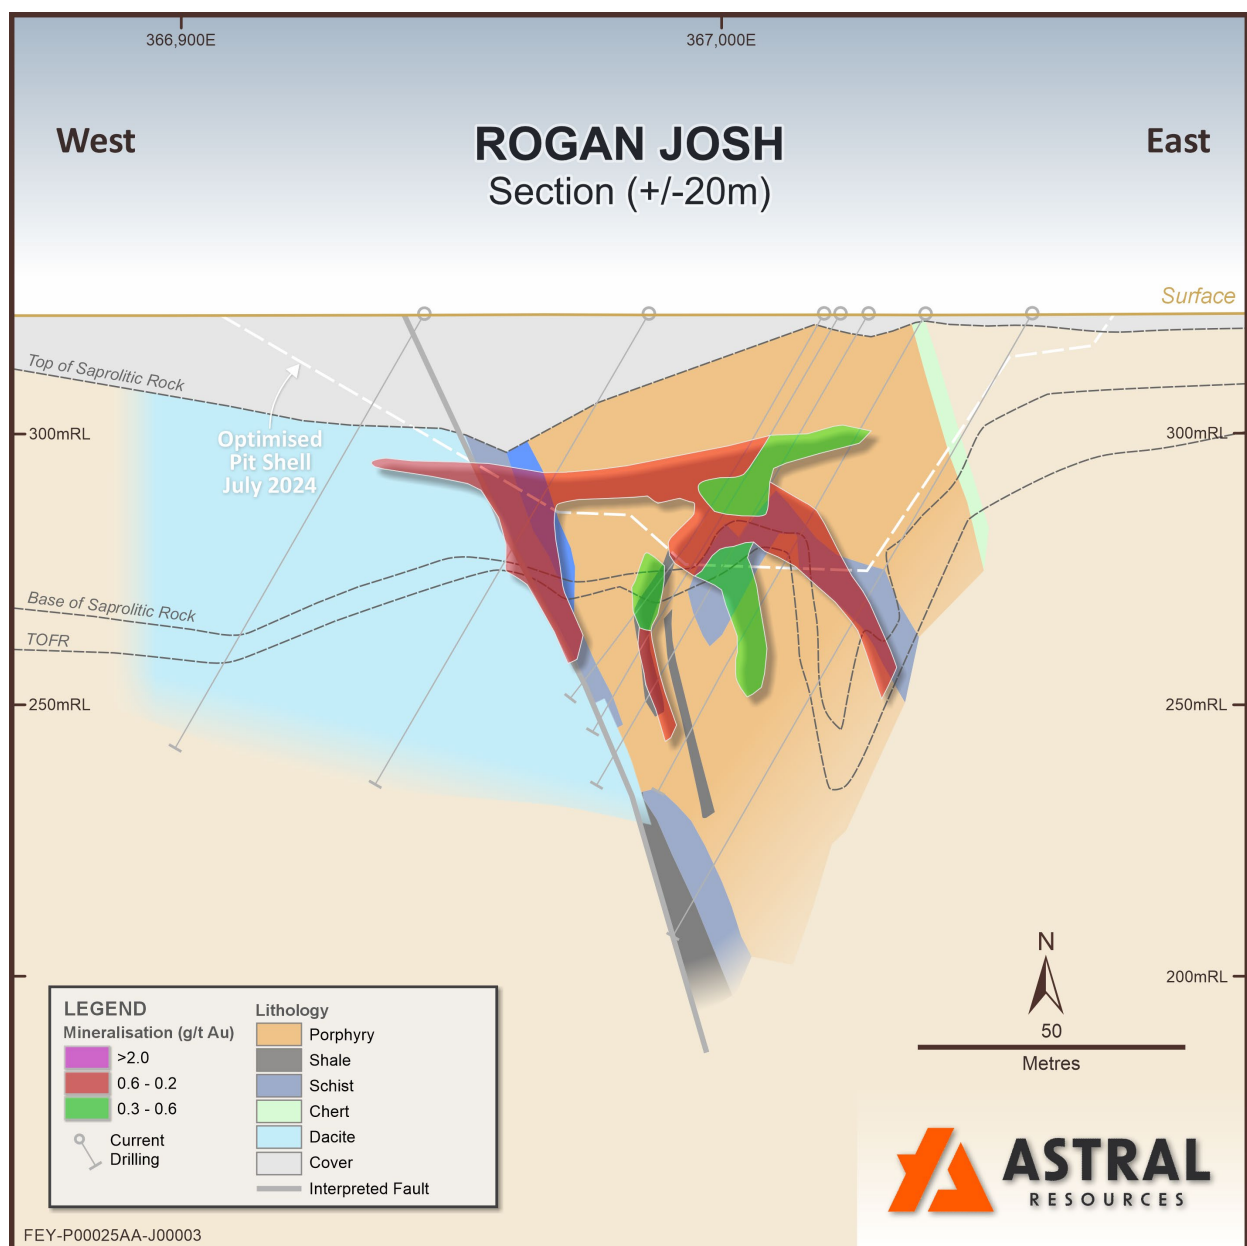 366,900E
367,000E
West
ROGAN JOSH
East
Section (+/-20m)
Surface
Top of Saprolitic Rock
300mRL
300mRL
Optimised
Pit Shell
July 2024
Base of Saprolitic Rock
TOFR
250mRL
250mRL
200mRL
N
50
Metres
LEGEND
Mineralisation (g/t Au)
>2.0
0.6 - 0.2
0.3 - 0.6
Current
Drilling
Lithology
Porphyry
Shale
Schist
Chert
Dacite
Cover
Interpreted Fault
ASTRAL
RESOURCES
FEY-P00025AA-J00003